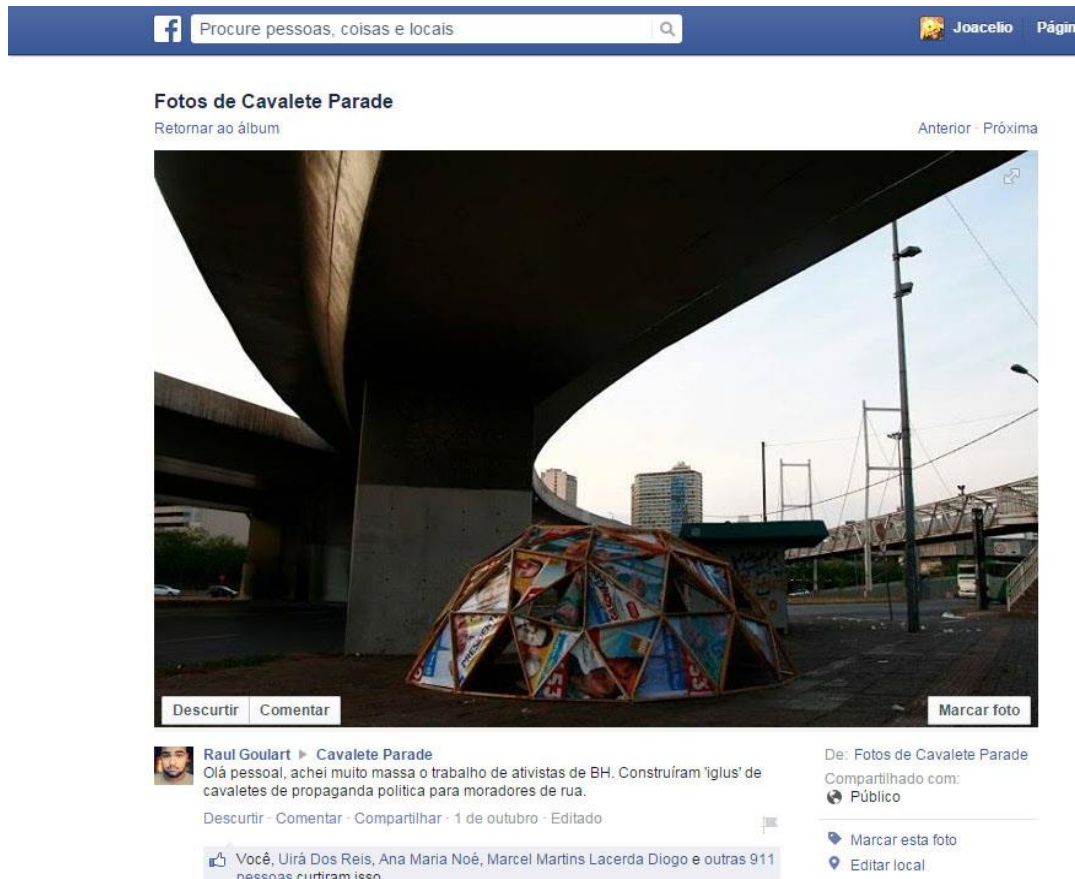 f
Procure pessoas, coisas e locais
Joacelio
Págin
Fotos de Cavalete Parade
Retornar ao álbum
Anterior · Próxima
PRESIDENTE
53
53
Descurtir
Comentar
Marcar foto
Raul Goulart ▶ Cavalete Parade
Olá pessoal, achei muito massa o trabalho de ativistas de BH. Construíram 'iglus' de
cavaletes de propaganda politica para moradores de rua.
Descurtir · Comentar · Compartilhar · 1 de outubro · Editado
Você, Uirá Dos Reis, Ana Maria Noé, Marcel Martins Lacerda Diogo e outras 911
pessoas curtiram isso.
De: Fotos de Cavalete Parade
Compartilhado com:
Público
Marcar esta foto
Editar local